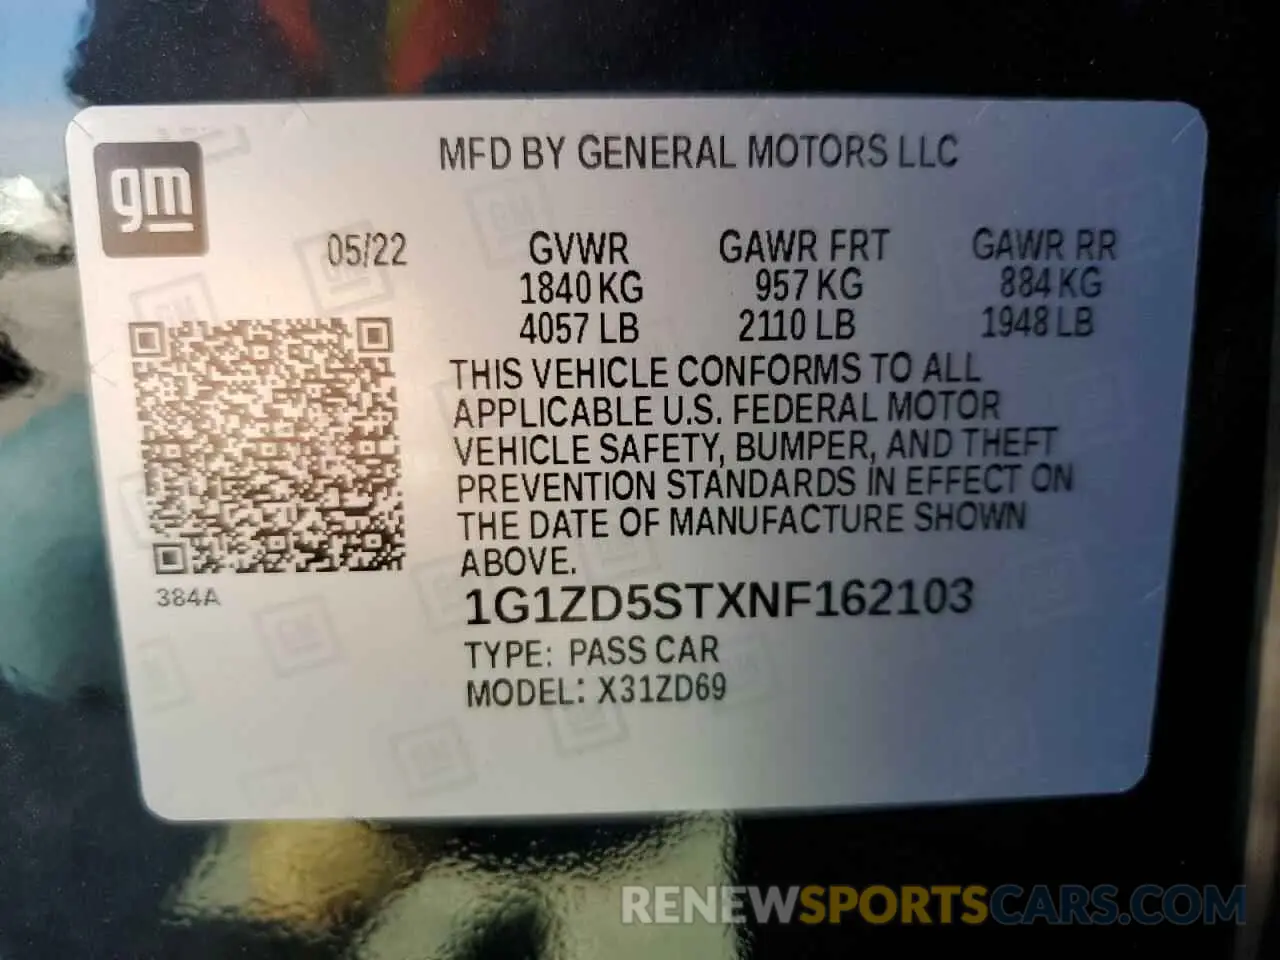 MFD BY GENERAL MOTORS LLC
gm
05/22 GVWR GAWR FRT GAWR RR
1840 KG 957 KG 884 KG
4057 LB 2110 LB 1948 LB
THIS VEHICLE CONFORMS TO ALL
APPLICABLE U.S. FEDERAL MOTOR
VEHICLE SAFETY, BUMPER, AND THEFT
PREVENTION STANDARDS IN EFFECT ON
THE DATE OF MANUFACTURE SHOWN
ABOVE.
384A
1G1ZD5STXNF162103
TYPE: PASS CAR
MODEL: X31ZD69
RENEWSPORTSCARS.COM